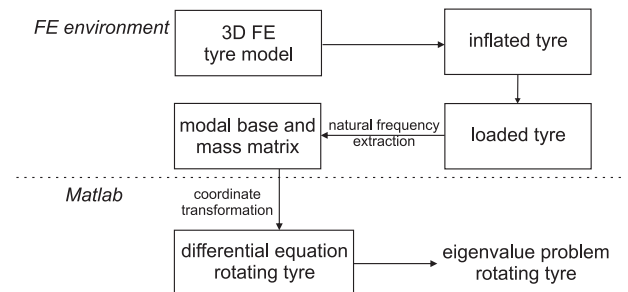 FE environment
3D FE
tyre model
inflated tyre
modal base and
mass matrix
natural frequency
extraction
loaded tyre
Matlab
coordinate
transformation
differential equation
rotating tyre
eigenvalue problem
rotating tyre